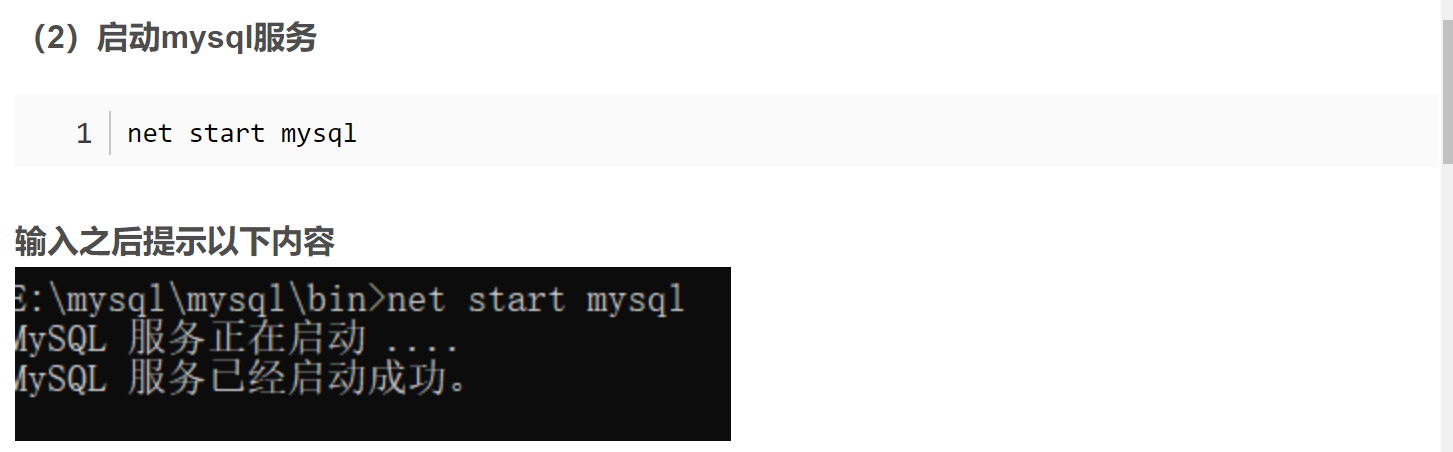 （2）启动mysql服务
1 net start mysql
输入之后提示以下内容
E:\mysql\mysql\bin>net start mysql
MySQL 服务正在启动 ....
MySQL 服务已经启动成功。